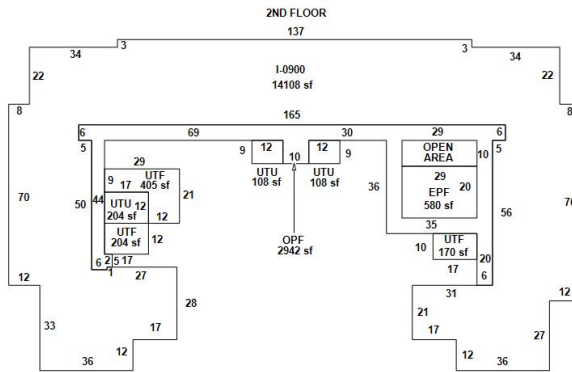 2ND FLOOR
137
3 3
34 34
22 I-0900 22
14108 sf
8 8
165
6 6
5 69 12 30 12 29 5
9 10 9 OPEN AREA 10
UTU 108 sf UTU 108 sf
29
9 UTF 405 sf
17 21
29
EPF 580 sf 20
70 50 44 36 56
UTU 204 sf 12
12
UTF 204 sf 12
OPF 2942 sf
35
10 UTF 170 sf 20
17
2 5 17
6 1 27
6
12 31 12
28 21
33 27
17 17
12 12
36 36